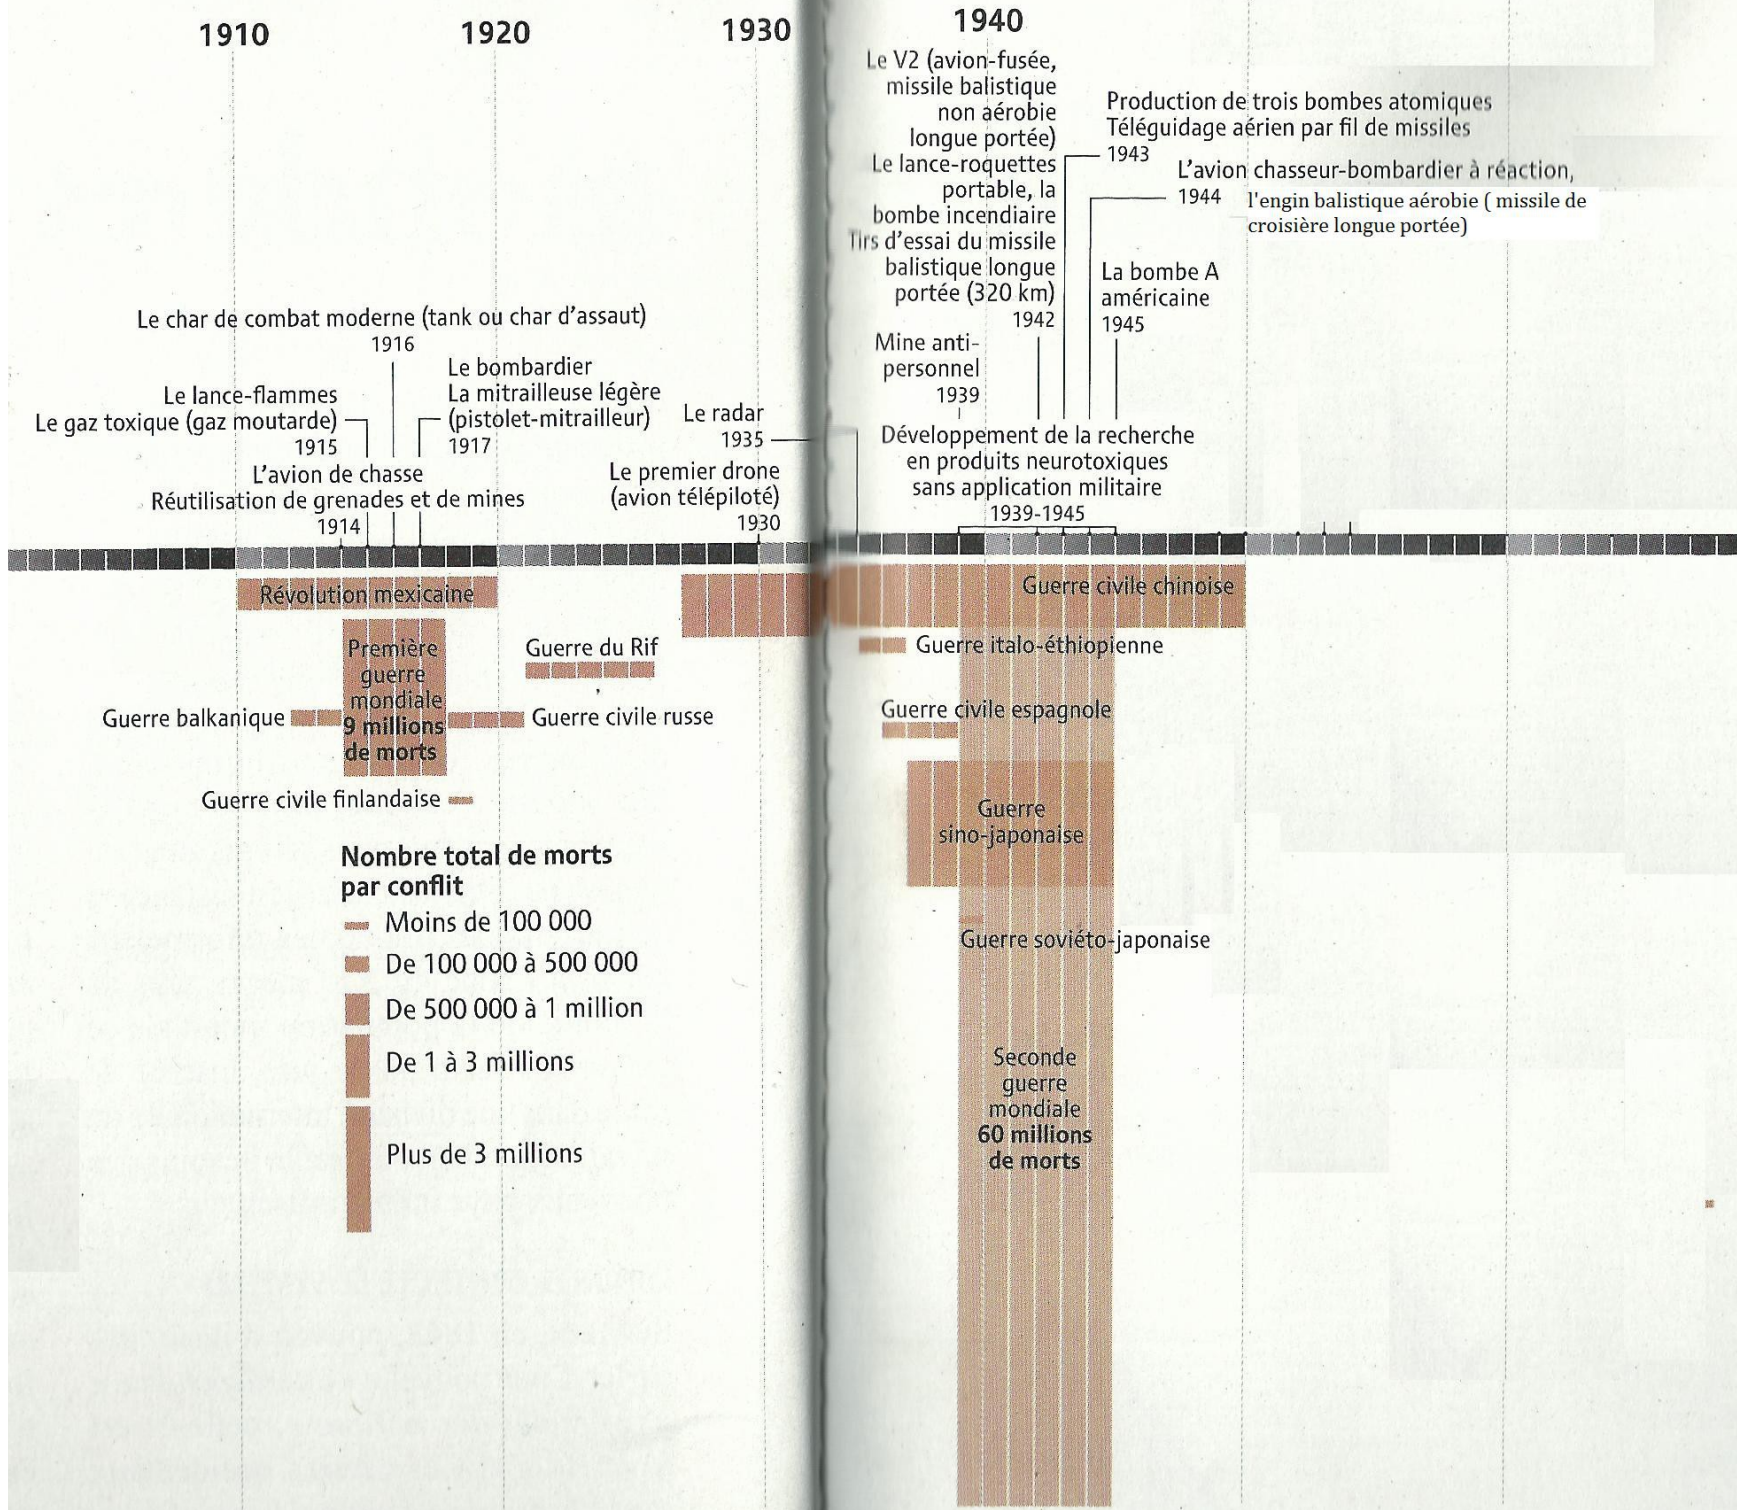 1910
1920
1930
1940
Le V2 (avion-fusée,
missile balistique
non aérobie
longue portée)
Le lance-roquettes
portable, la
bombe incendiaire
Tirs d'essai du missile
balistique longue
portée (320 km)
1942
Production de trois bombes atomiques
Téléguidage aérien par fil de missiles
1943
L'avion chasseur-bombardier à réaction,
1944 l'engin balistique aérobie ( missile de
croisière longue portée)
La bombe A
américaine
1945
Mine anti-
personnel
1939
Le char de combat moderne (tank ou char d'assaut)
1916
Le lance-flammes
Le gaz toxique (gaz moutarde)
1915
Le bombardier
La mitrailleuse légère
(pistolet-mitrailleur)
1917
L'avion de chasse
Réutilisation de grenades et de mines
1914
Le radar
1935
Le premier drone
(avion télépiloté)
1930
Développement de la recherche
en produits neurotoxiques
sans application militaire
1939-1945
Révolution mexicaine
Première
guerre
mondiale
9 millions
de morts
Guerre du Rif
Guerre balkanique
Guerre civile russe
Guerre civile finlandaise
Guerre civile chinoise
Guerre italo-éthiopienne
Guerre civile espagnole
Guerre
sino-japonaise
Guerre soviéto-japonaise
Seconde
guerre
mondiale
60 millions
de morts
Nombre total de morts
par conflit
Moins de 100 000
De 100 000 à 500 000
De 500 000 à 1 million
De 1 à 3 millions
Plus de 3 millions